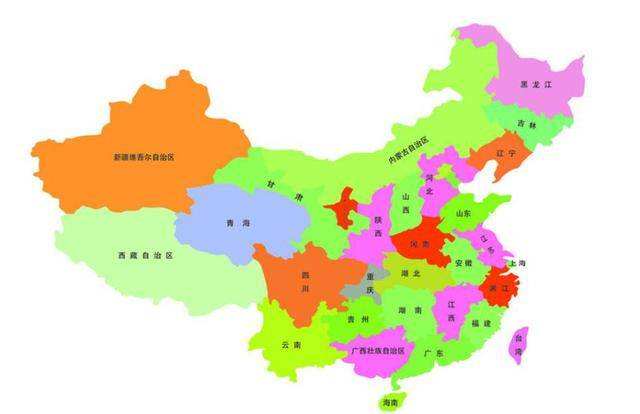 黑龙江
吉林
辽宁
内蒙古自治区
新疆维吾尔自治区
甘肃
青海
西藏自治区
河北
山西
陕西
山东
河南
江苏
安徽
上海
四川
重庆
湖北
浙江
湖南
江西
福建
贵州
云南
广西壮族自治区
广东
台湾
海南